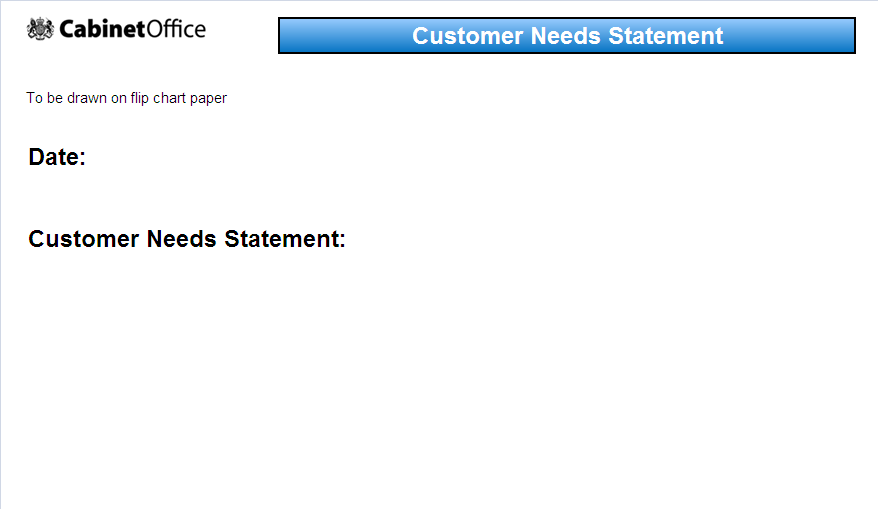 CabinetOffice
Customer Needs Statement
To be drawn on flip chart paper
Date:
Customer Needs Statement: